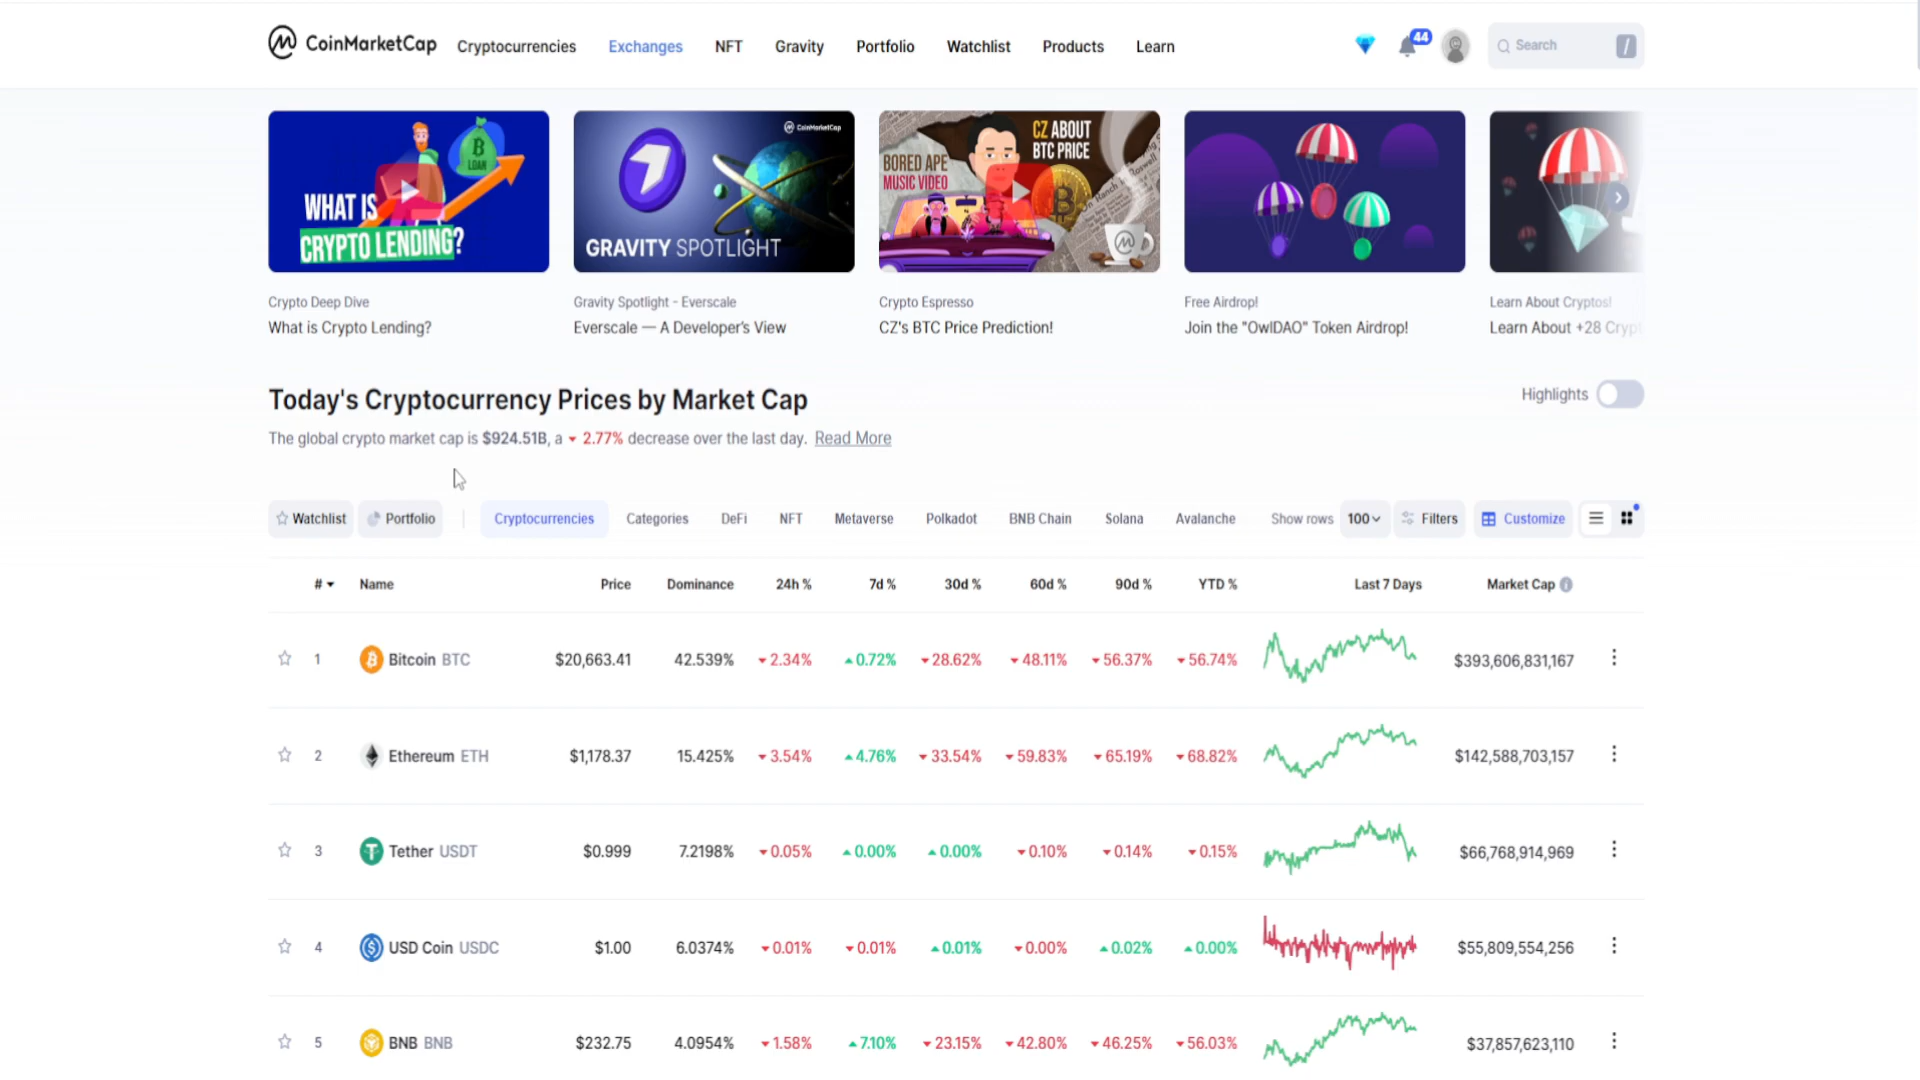 CoinMarketCap Cryptocurrencies Exchanges NFT Gravity Portfolio Watchlist Products Learn 44 Search /
WHAT IS
CRYPTO LENDING?
B
LOAN
CoinMarketCap
GRAVITY SPOTLIGHT
BORED APE
MUSIC VIDEO
CZ ABOUT
BTC PRICE
Crypto Deep Dive
What is Crypto Lending?
Gravity Spotlight - Everscale
Everscale — A Developer's View
Crypto Espresso
CZ's BTC Price Prediction!
Free Airdrop!
Join the "OwlDAO" Token Airdrop!
Learn About Cryptos!
Learn About +28 Crypt
Today's Cryptocurrency Prices by Market Cap
Highlights
The global crypto market cap is $924.51B, a 2.77% decrease over the last day. Read More
Watchlist Portfolio Cryptocurrencies Categories DeFi NFT Metaverse Polkadot BNB Chain Solana Avalanche Show rows 100 Filters Customize
# Name Price Dominance 24h % 7d % 30d % 60d % 90d % YTD % Last 7 Days Market Cap
1 Bitcoin BTC $20,663.41 42.539% 2.34% 0.72% 28.62% 48.11% 56.37% 56.74% $393,606,831,167
2 Ethereum ETH $1,178.37 15.425% 3.54% 4.76% 33.54% 59.83% 65.19% 68.82% $142,588,703,157
3 Tether USDT $0.999 7.2198% 0.05% 0.00% 0.00% 0.10% 0.14% 0.15% $66,768,914,969
4 USD Coin USDC $1.00 6.0374% 0.01% 0.01% 0.01% 0.00% 0.02% 0.00% $55,809,554,256
5 BNB BNB $232.75 4.0954% 1.58% 7.10% 23.15% 42.80% 46.25% 56.03% $37,857,623,110